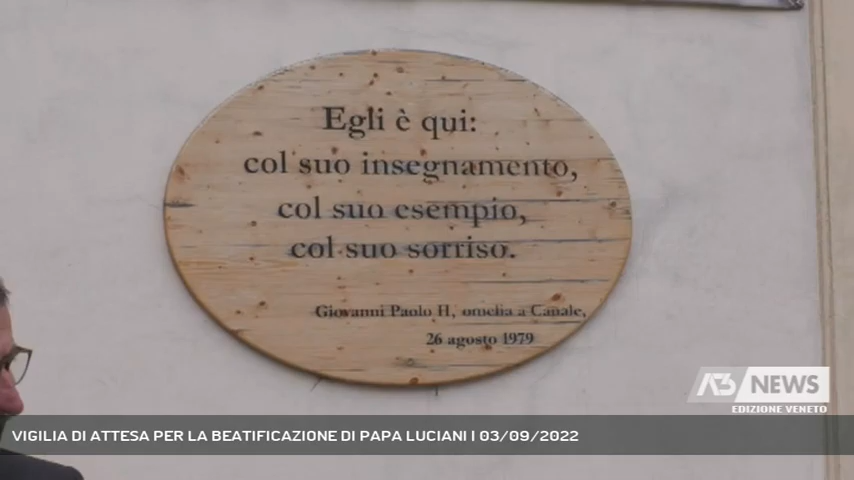 Egli è qui:
col suo insegnamento,
col suo esempio,
col suo sorriso.
Giovanni Paolo II, omelia a Canale,
26 agosto 1979
A3 NEWS
EDIZIONE VENETO
VIGILIA DI ATTESA PER LA BEATIFICAZIONE DI PAPA LUCIANI | 03/09/2022